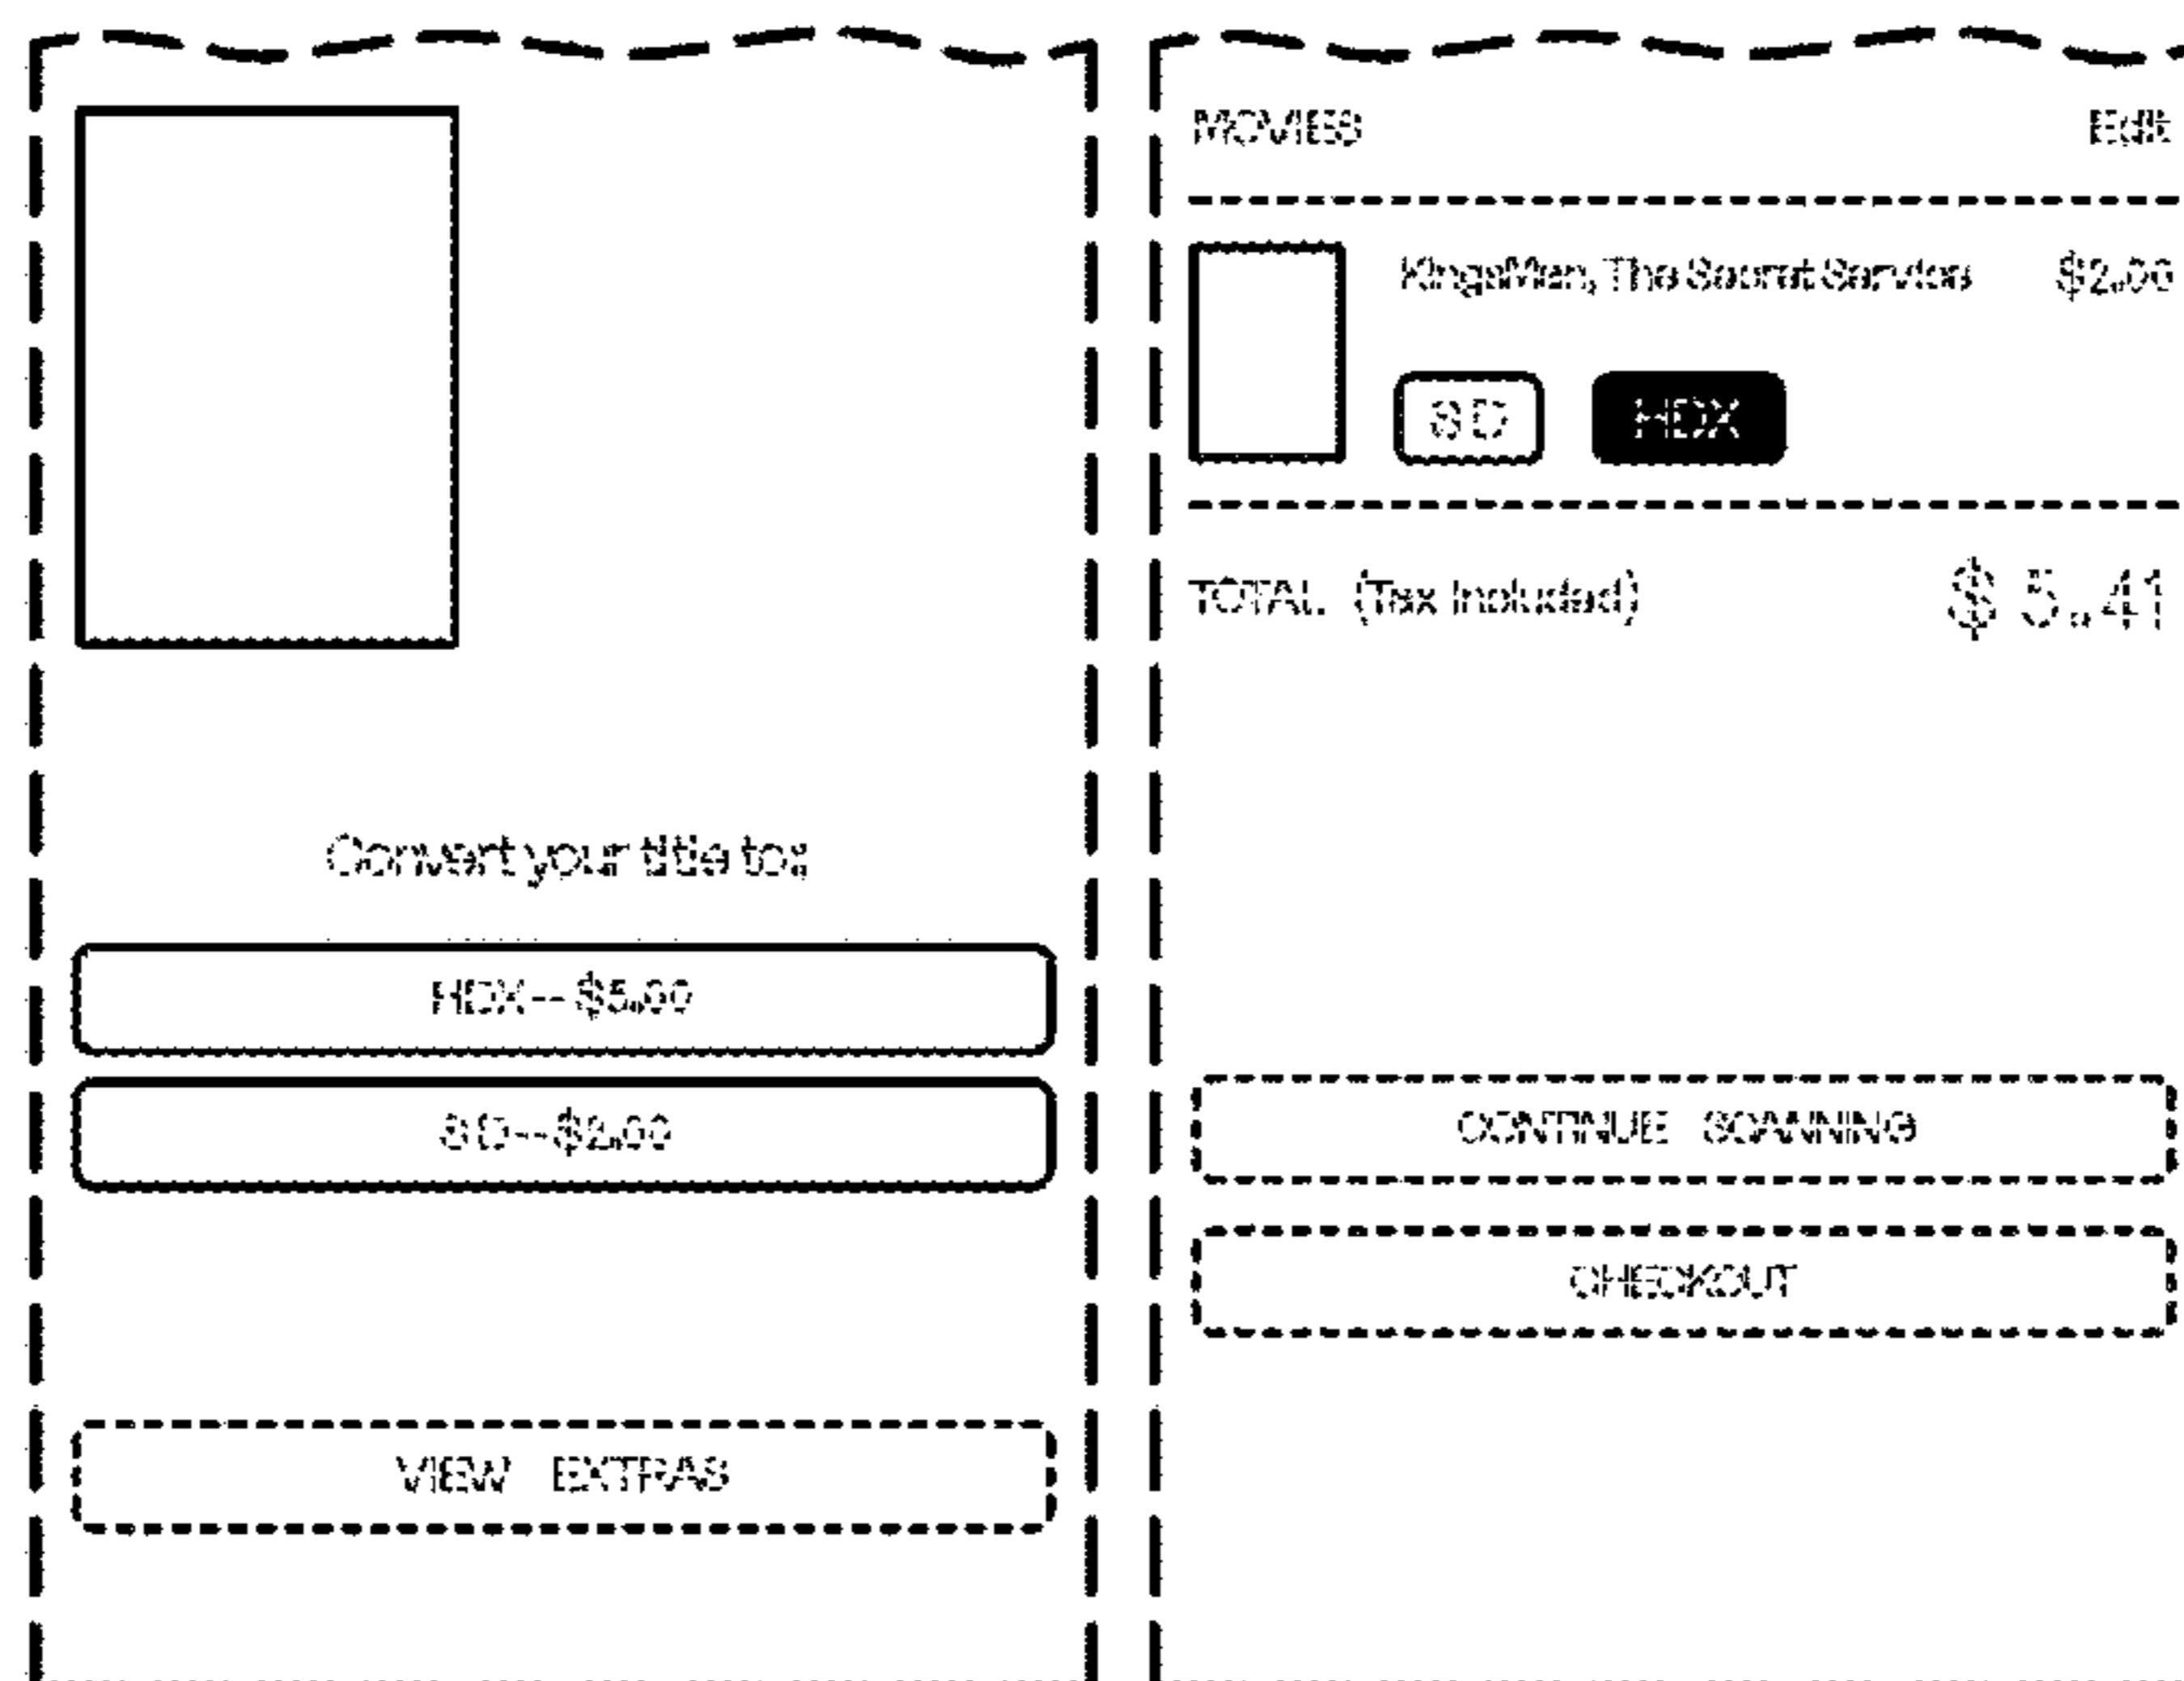 Convert your title to:
HDX--$5.00
SD--$2.00
VIEW EXTRAS
MOVIES Edit
KingsMan, The Secret Service $2.00
SD HDX
TOTAL (Tax Included) $ 5.41
CONTINUE SCANNING
CHECKOUT